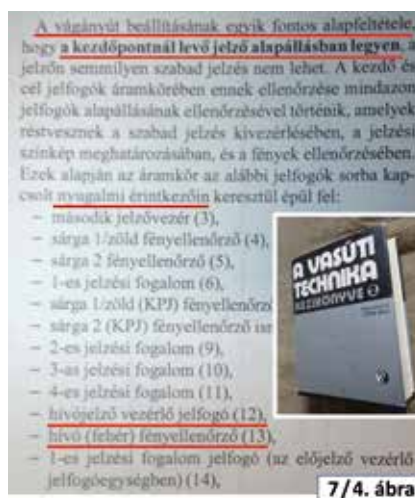 A vágányút beállításának egyik fontos alapfeltétele,
hogy a kezdőpontnál levő jelző alapállásban legyen,
jelzőn semmilyen szabad jelzés nem lehet. A kezdő és
cél jelfogók áramkörében ennek ellenőrzése mindazon
jelfogók alapállásának ellenőrzésével történik, amelyek
résztvesznek a szabad jelzés kivezérlésében, a jelzési
színkép meghatározásában, és a fények ellenőrzésében.
Ezek alapján az áramkör az alábbi jelfogók sorba kap-
csolt nyugalmi érintkezőin keresztül épül fel:
– második jelzővezér (3),
– sárga 1/zöld fényellenőrző (4),
– sárga 2 fényellenőrző (5),
– 1-es jelzési fogalom (6),
– sárga 1/zöld (KPJ) fényellenőrző
– sárga 2 (KPJ) fényellenőrző
– 2-es jelzési fogalom (9),
– 3-as jelzési fogalom (10),
– 4-es jelzési fogalom (11),
– hívójelző vezérlő jelfogó (12),
– hívó (fehér) fényellenőrző (13),
– 1-es jelzési fogalom jelfogó (az előjelző vezérlő
jelfogóegységben) (14),
A VASÚTI
TECHNIKA
KÉZIKÖNYVE 2
7/4. ábra